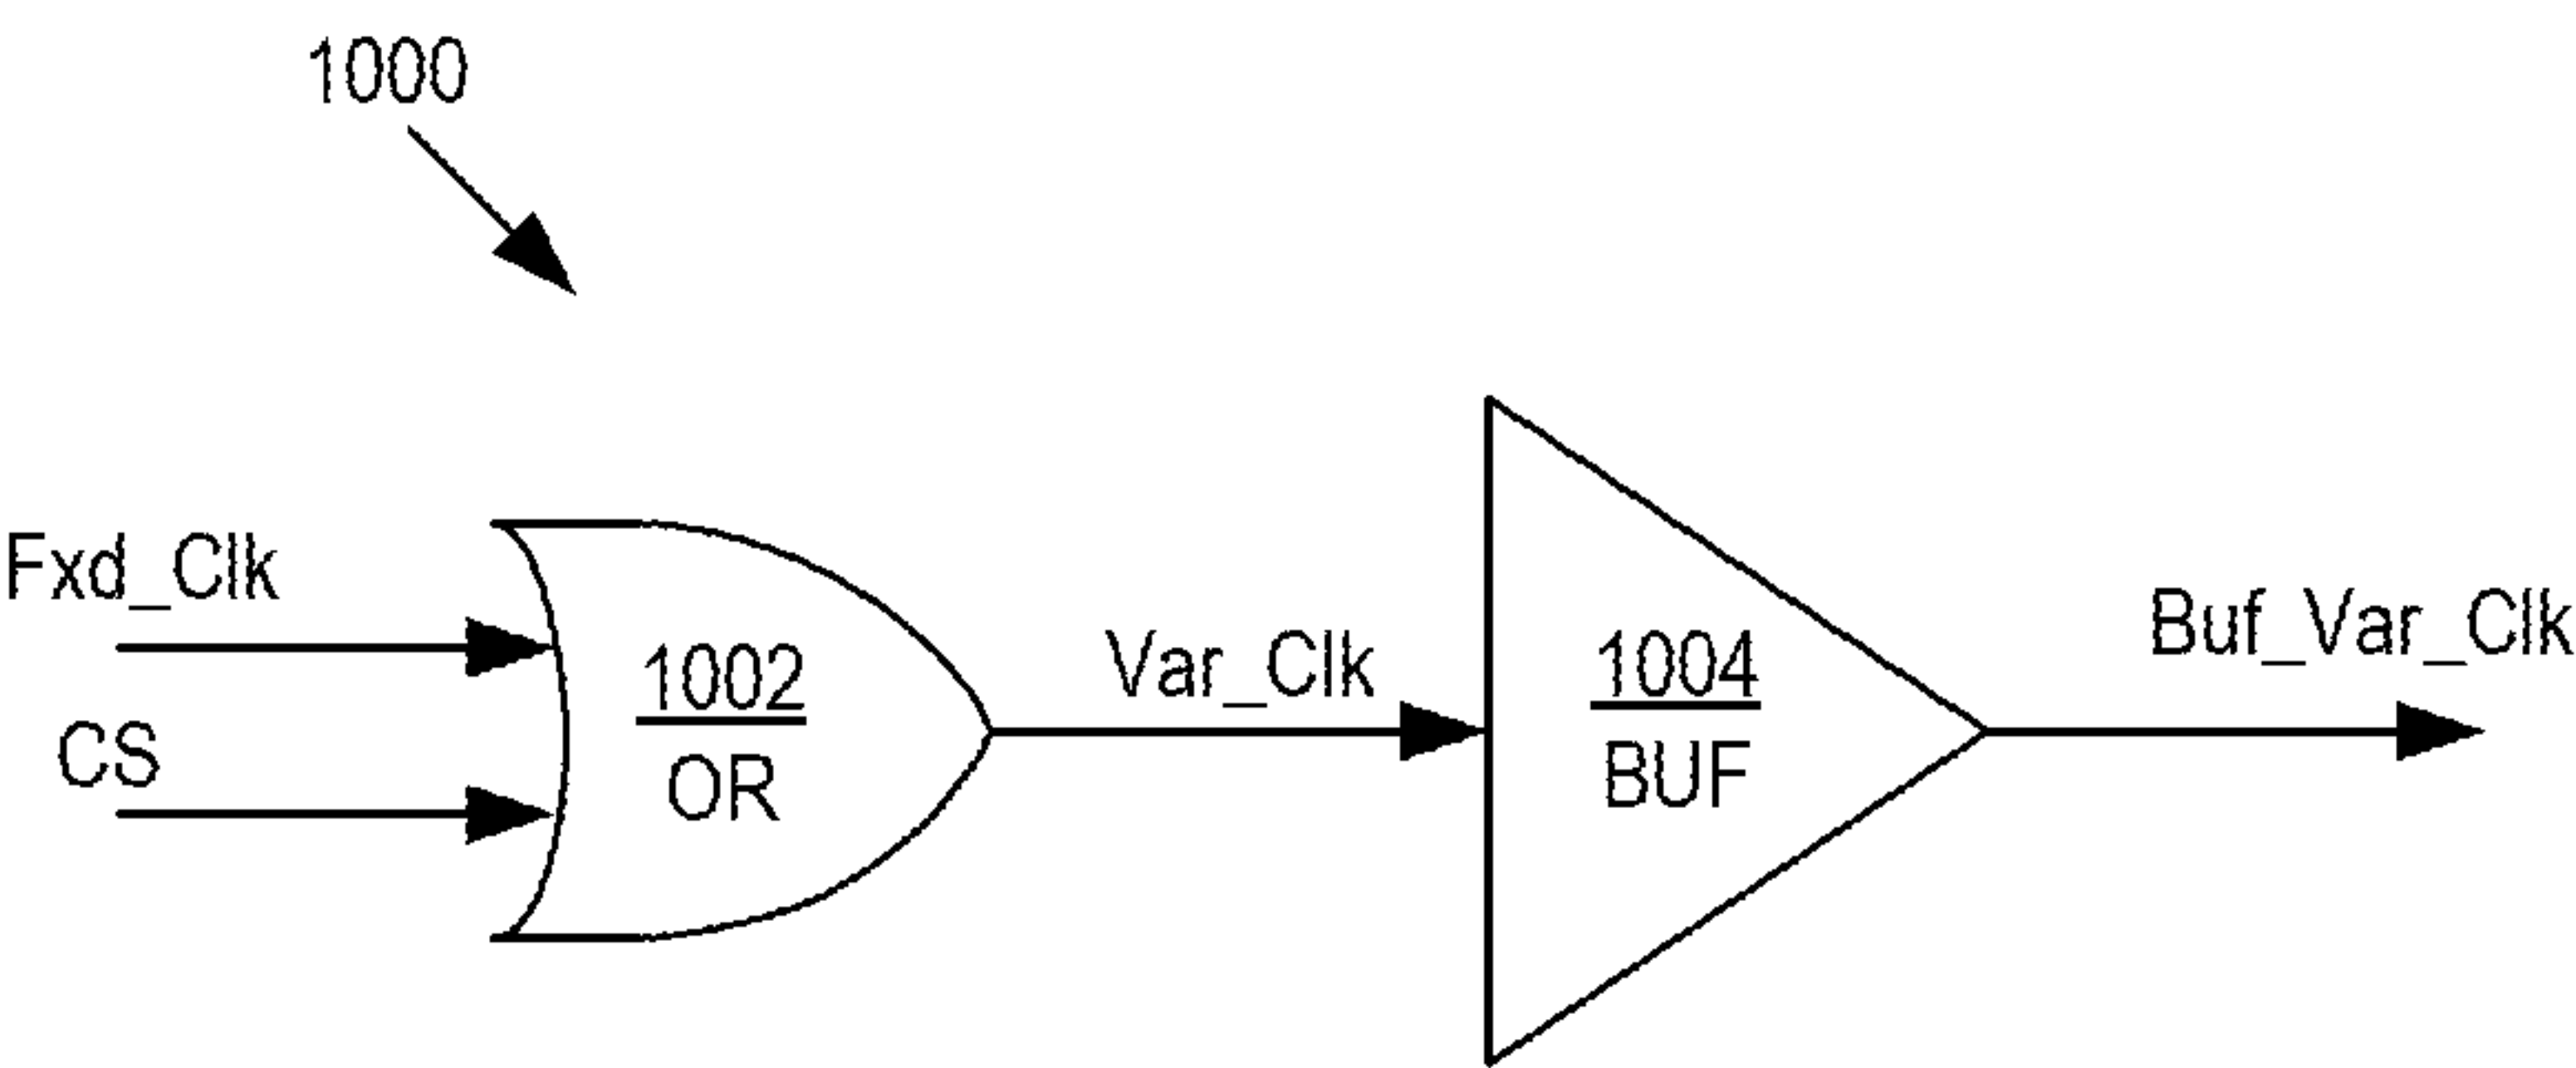 1000
Fxd_Clk
CS
1002
OR
Var_Clk
1004
BUF
Buf_Var_Clk